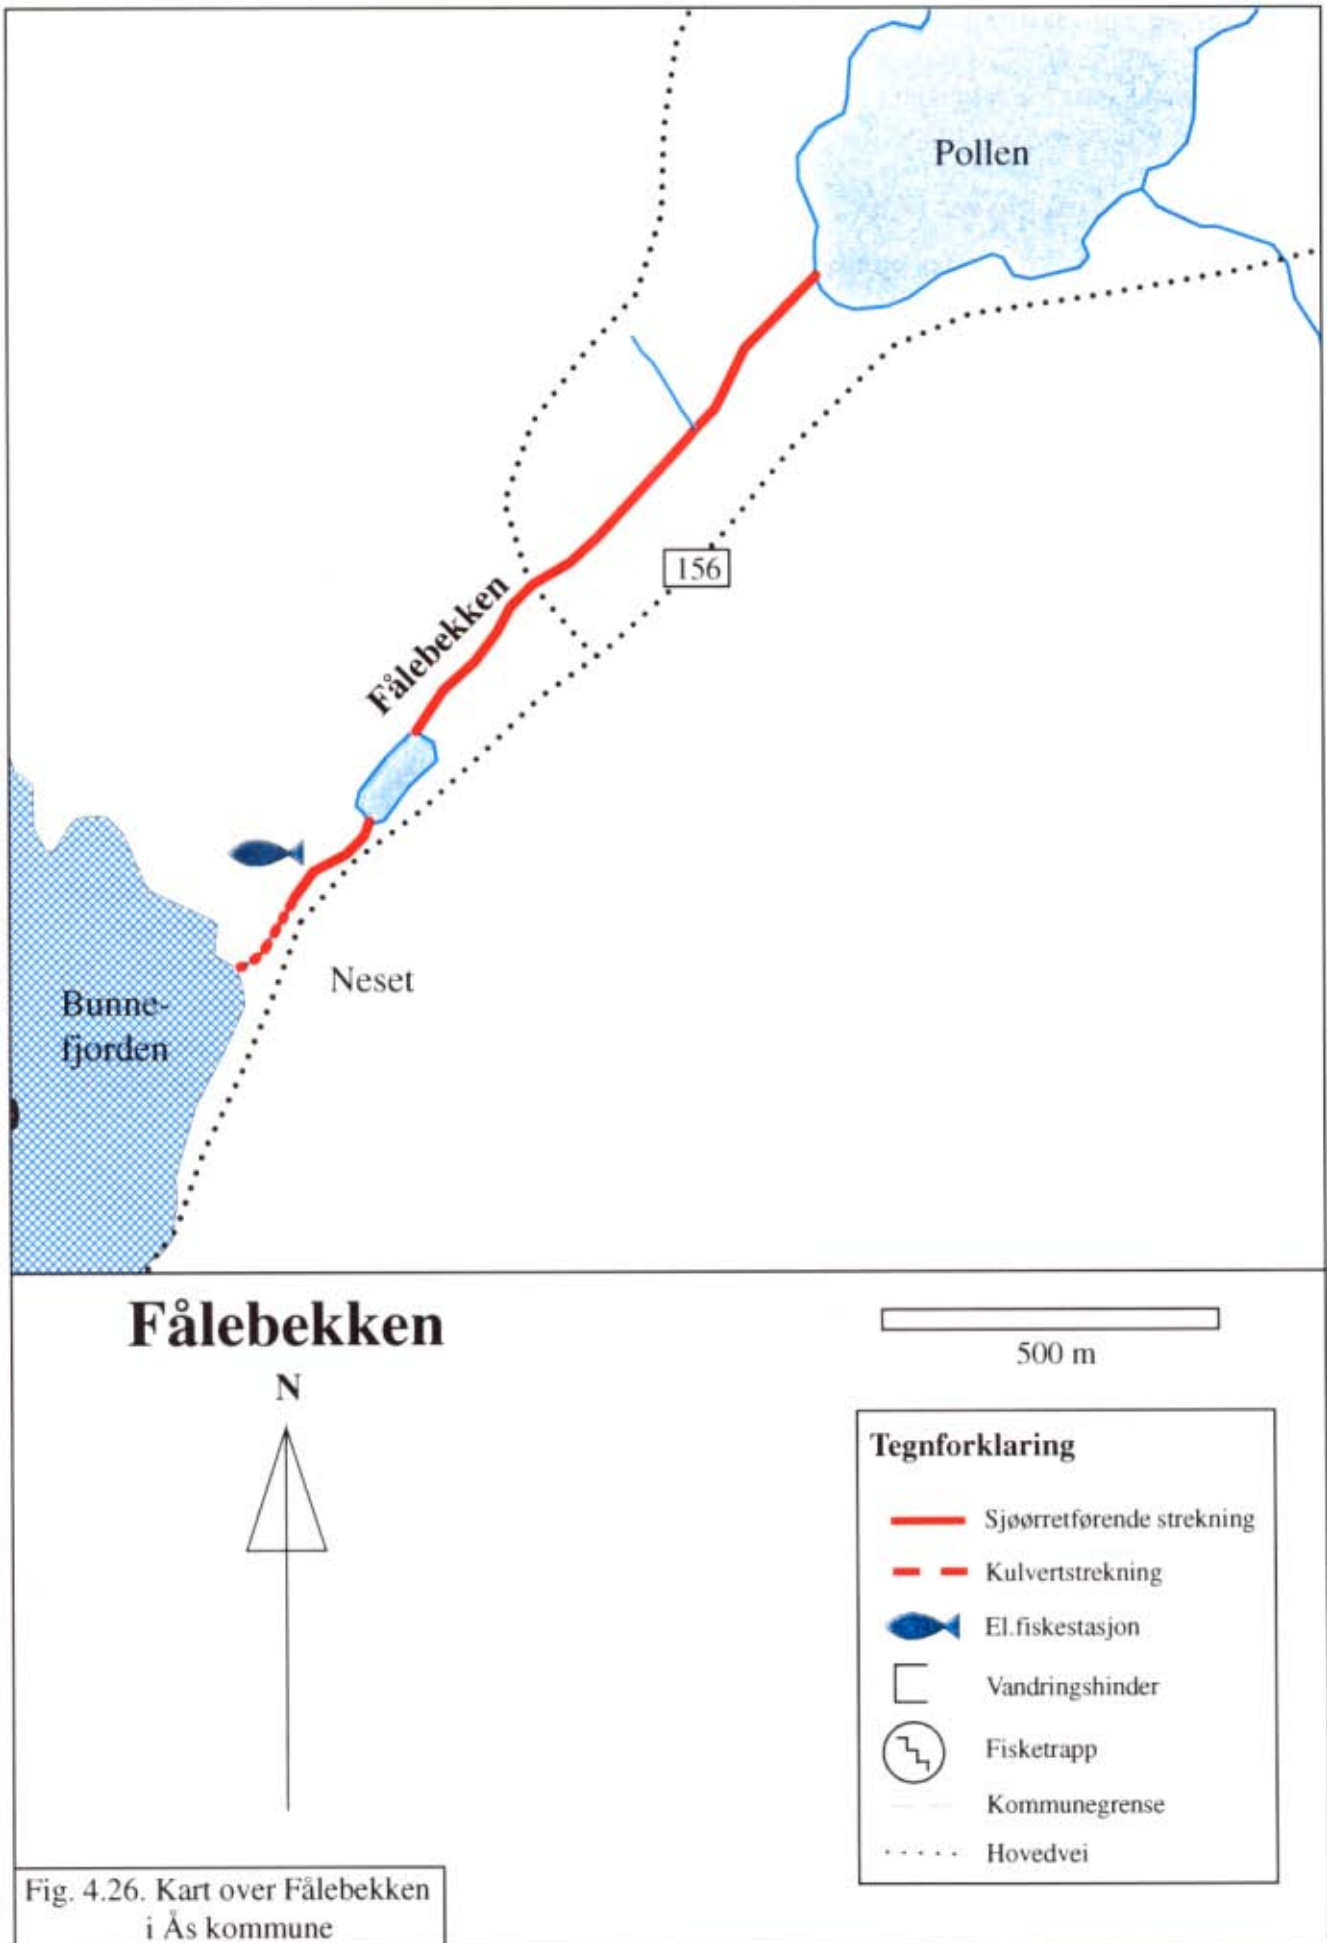 Pollen
156
Fålebekken
Neset
Bunne-
fjorden
Fålebekken
N
500 m
Tegnforklaring
Sjøørretførende strekning
Kulvertstrekning
El.fiskestasjon
Vandringshinder
Fisketrapp
Kommunegrense
Hovedvei
Fig. 4.26. Kart over Fålebekken
i Ås kommune